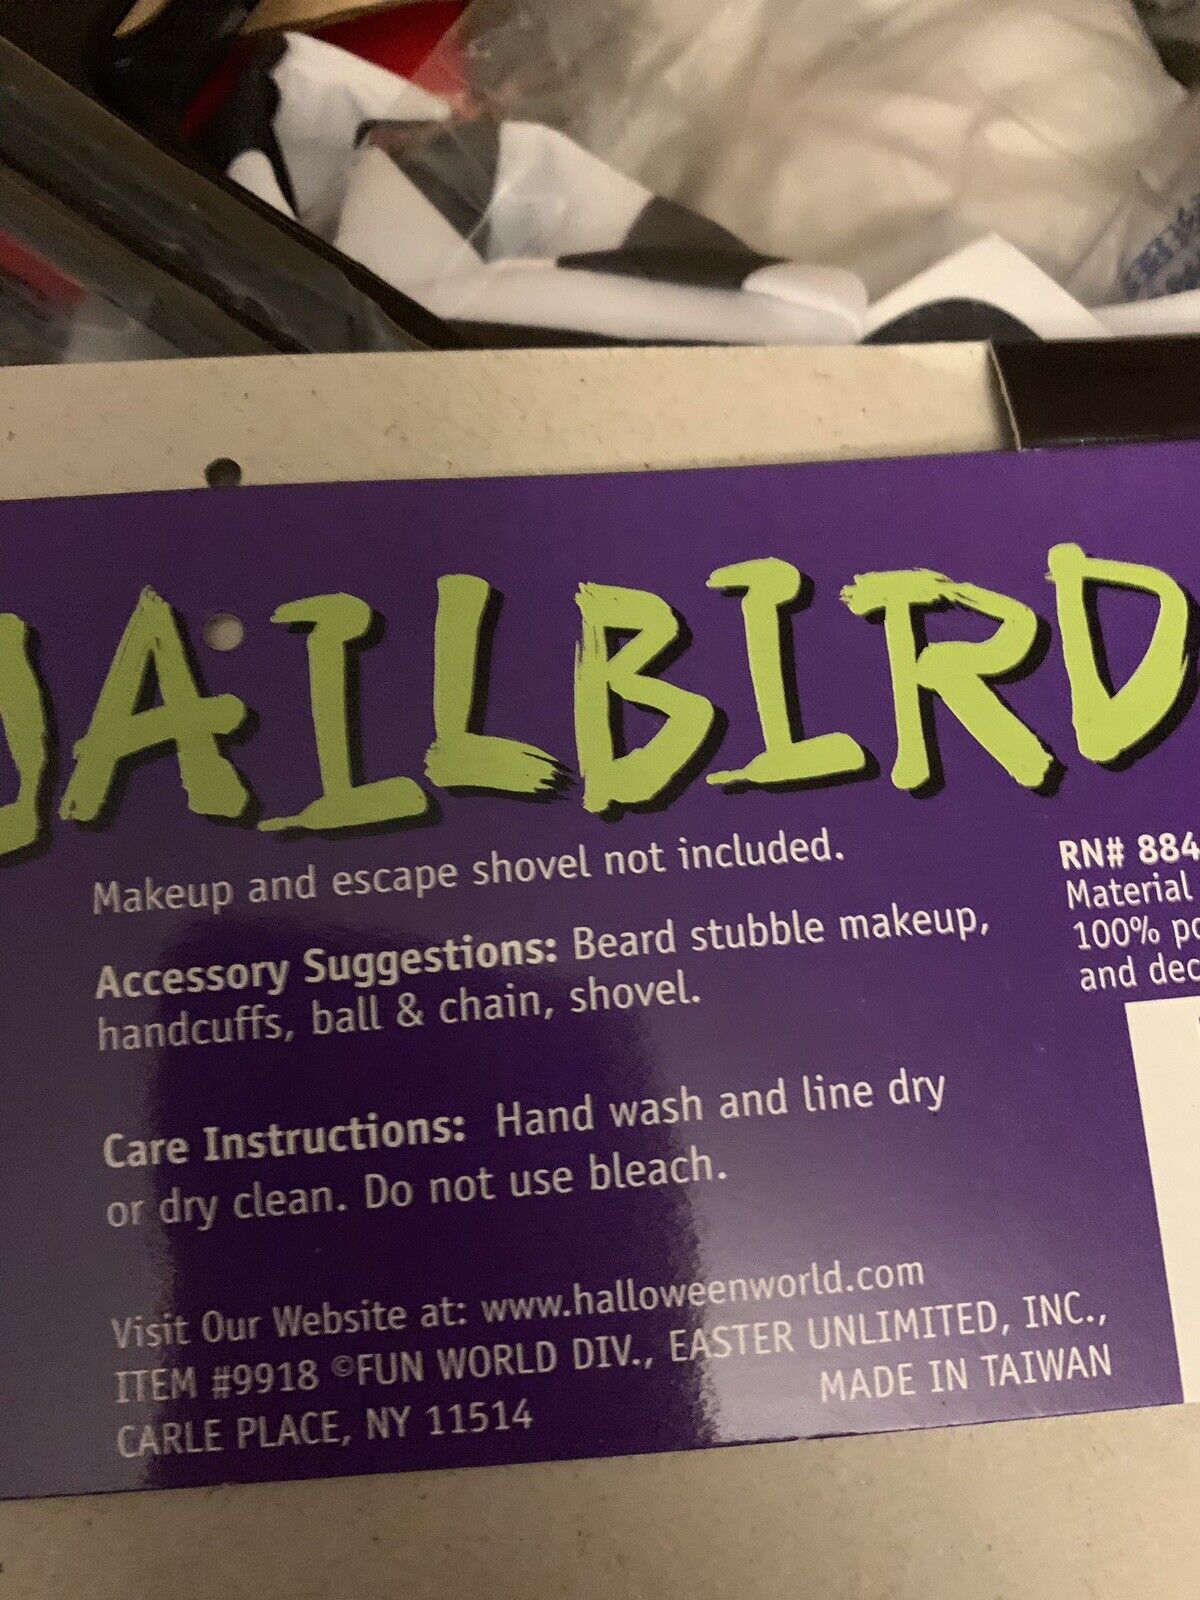 JAILBIRD
Makeup and escape shovel not included.
Accessory Suggestions: Beard stubble makeup,
handcuffs, ball & chain, shovel.
Care Instructions: Hand wash and line dry
or dry clean. Do not use bleach.
Visit Our Website at: www.halloweenworld.com
ITEM #9918 ©FUN WORLD DIV., EASTER UNLIMITED, INC.,
CARLE PLACE, NY 11514
MADE IN TAIWAN
RN# 884
Material
100%
and